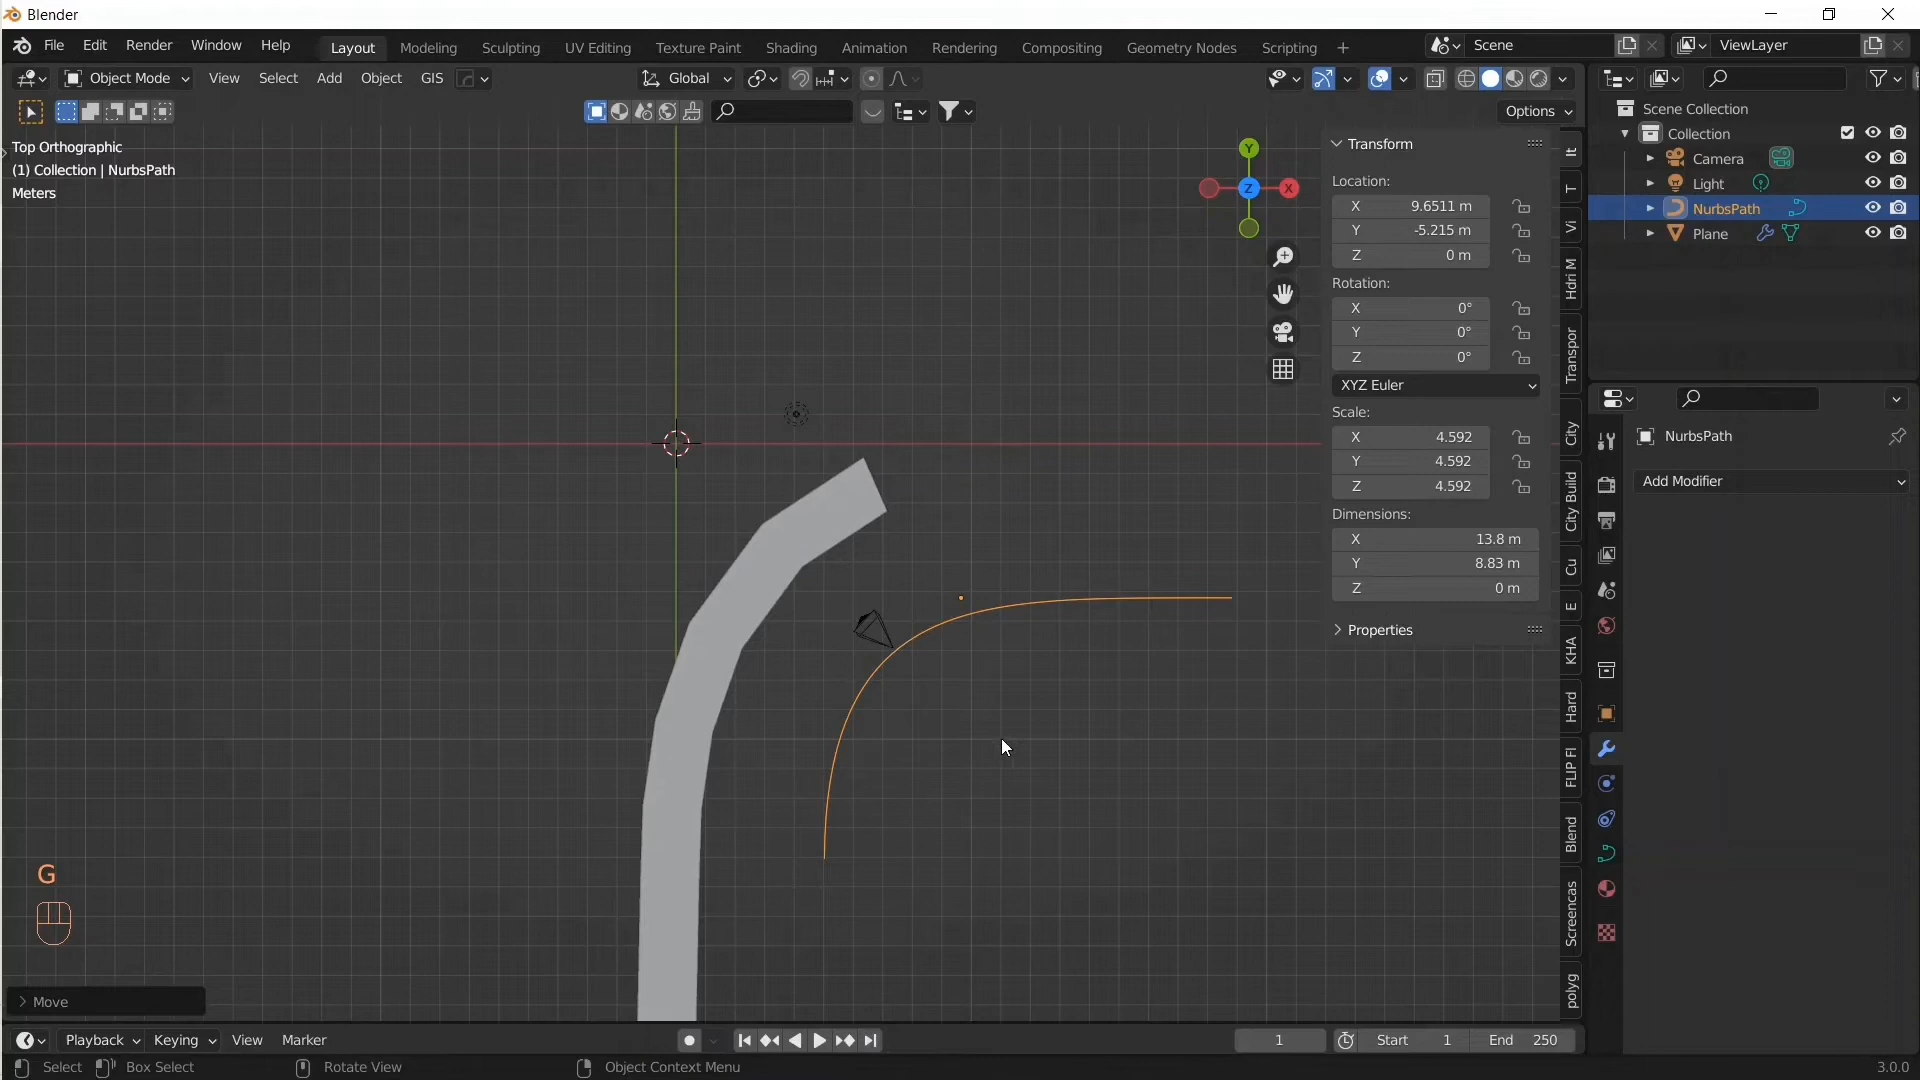 Blender
File Edit Render Window Help Layout Modeling Sculpting UV Editing Texture Paint Shading Animation Rendering Compositing Geometry Nodes Scripting + Scene ViewLayer
Object Mode View Select Add Object GIS Global
Options
Top Orthographic
(1) Collection | NurbsPath
Meters
Y
X
Z
Transform
Location:
X 9.6511 m
Y -5.215 m
Z 0 m
Rotation:
X 0°
Y 0°
Z 0°
XYZ Euler
Scale:
X 4.592
Y 4.592
Z 4.592
Dimensions:
X 13.8 m
Y 8.83 m
Z 0 m
Properties
It
T
Vi
Hdri M
Transpor
City
City Build
Cu
E
KHA
Hard
FLIP Fl
Blend
Screencas
polyg
Scene Collection
Collection
Camera
Light
NurbsPath
Plane
NurbsPath
Add Modifier
G
Move
Playback Keying View Marker 1 Start 1 End 250
Select Box Select Rotate View Object Context Menu 3.0.0